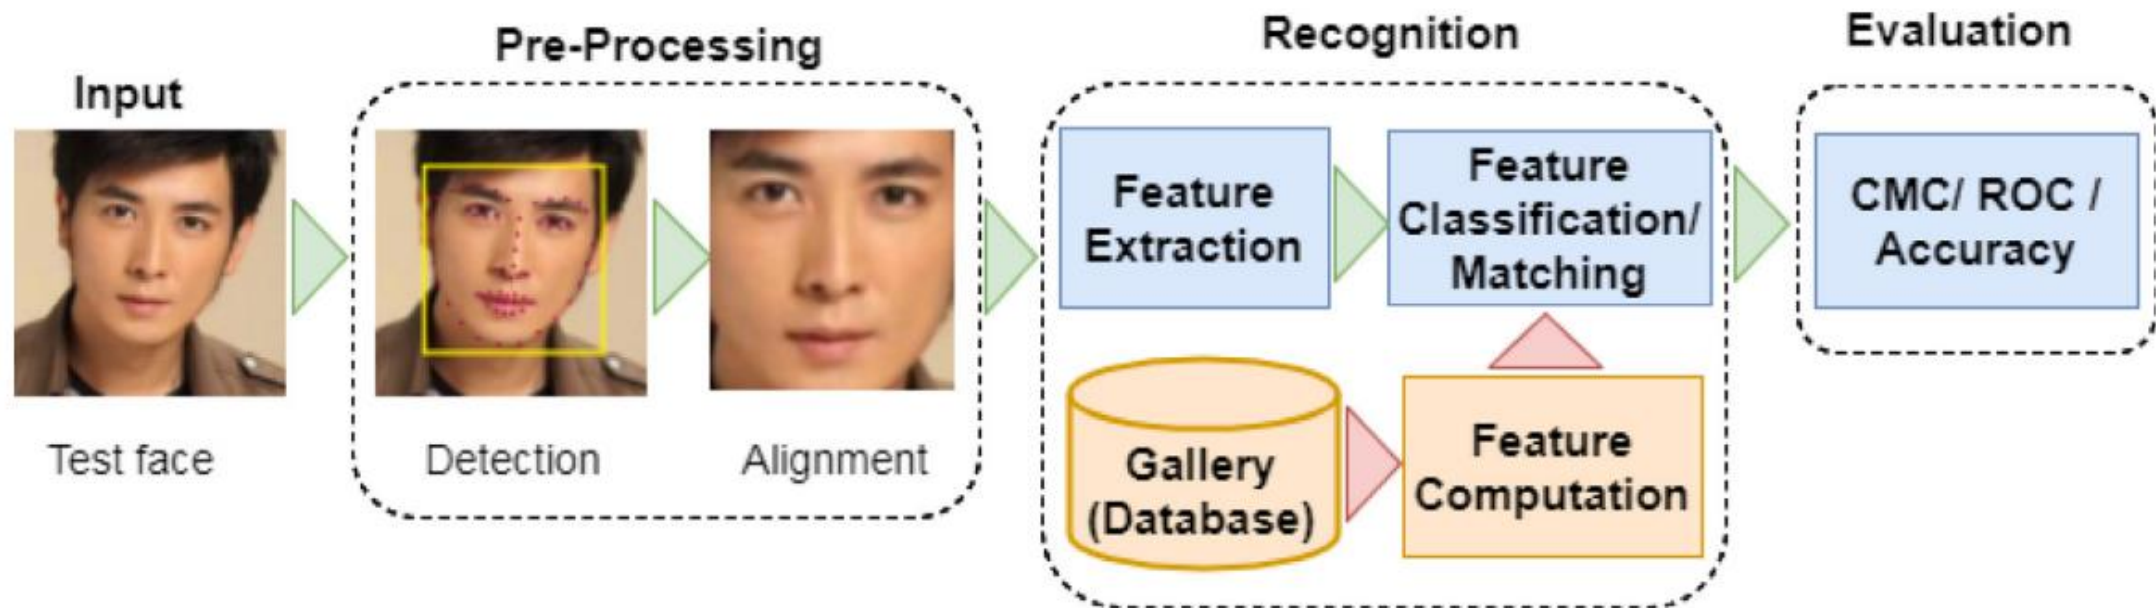 Input
Test face
Pre-Processing
Detection
Alignment
Recognition
Feature
Extraction
Feature
Classification/
Matching
Gallery
(Database)
Feature
Computation
Evaluation
CMC/ ROC /
Accuracy